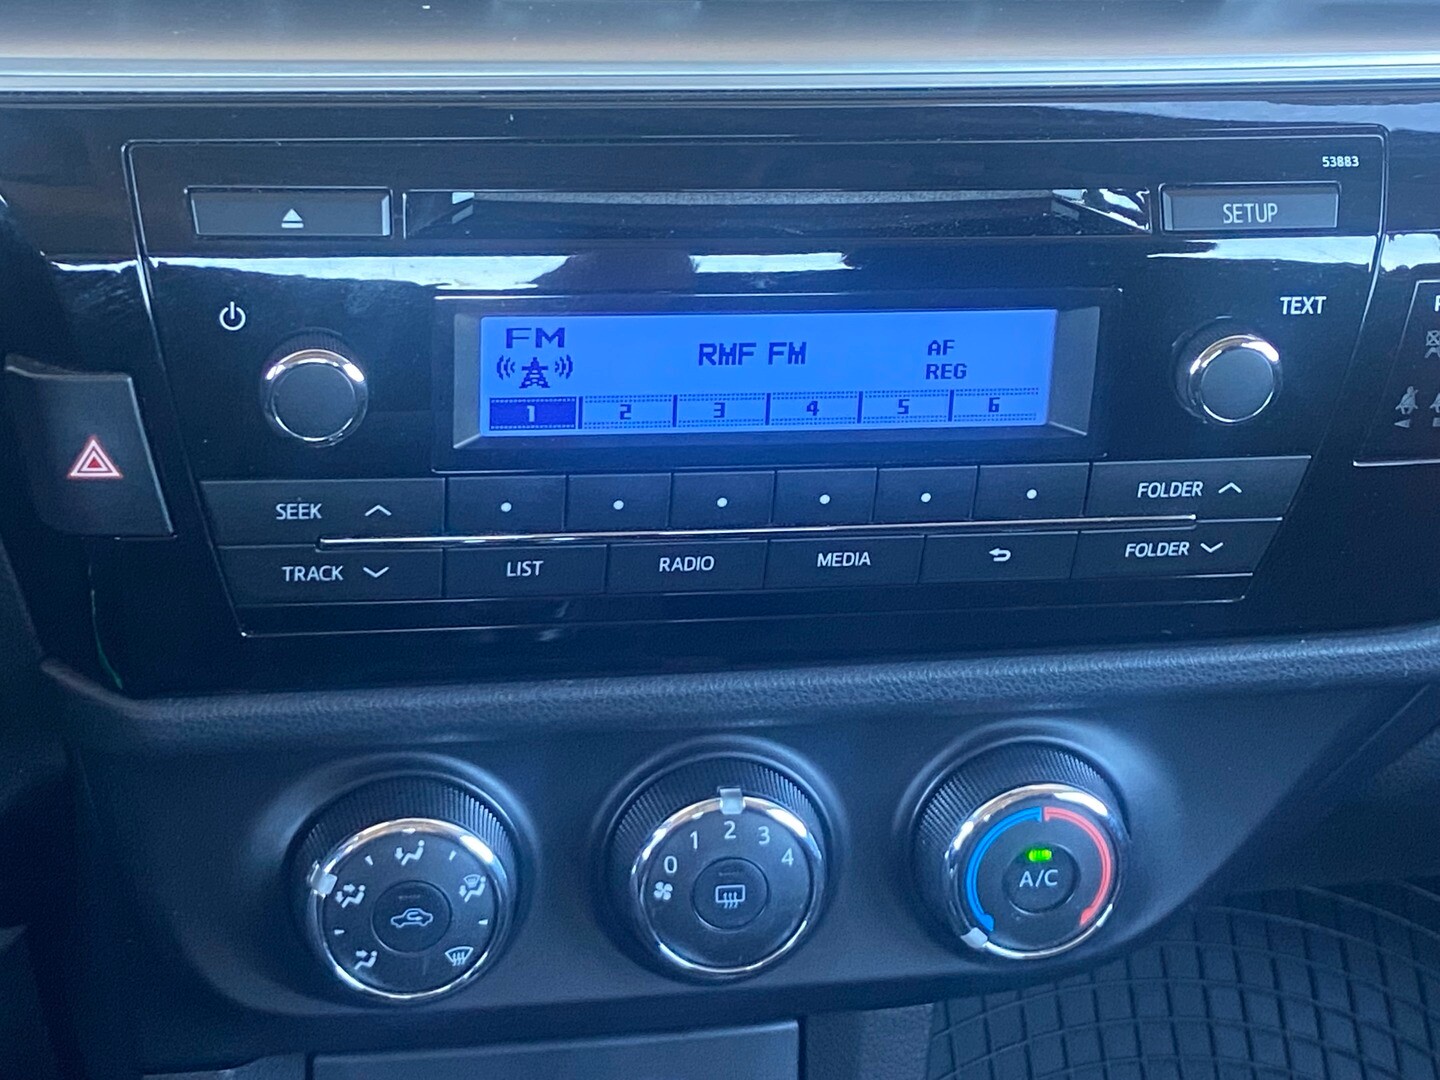 53883
SETUP
TEXT
FM
RMF FM
AF
REG
1 2 3 4 5 6
SEEK
FOLDER
TRACK
LIST
RADIO
MEDIA
FOLDER
0 1 2 3 4
A/C